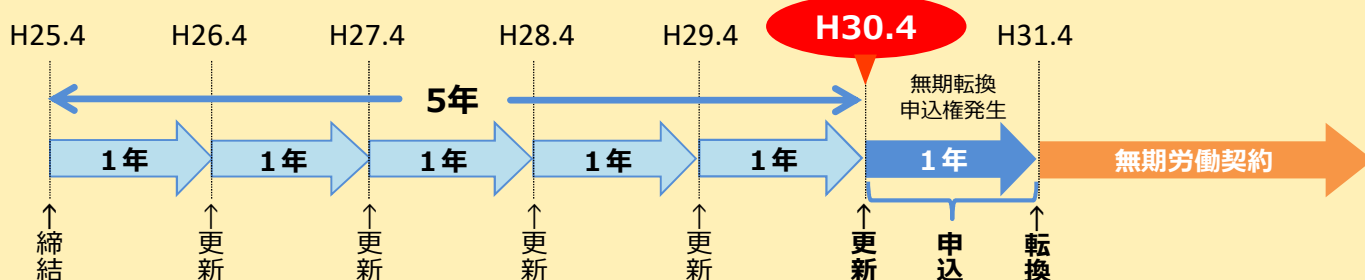 H25.4 H26.4 H27.4 H28.4 H29.4 H30.4 H31.4
5年
無期転換
申込権発生
1年 1年 1年 1年 1年 1年 無期労働契約
↑締結
↑更新
↑更新
↑更新
↑更新
↑更新
申込
↑転換